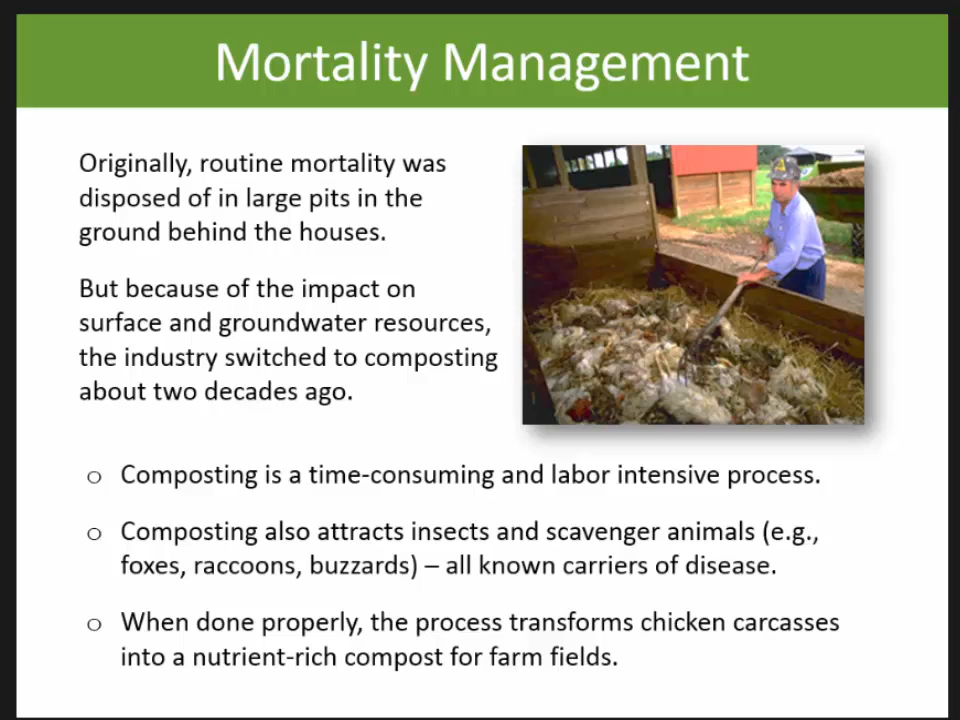 Mortality Management
Originally, routine mortality was
disposed of in large pits in the
ground behind the houses.
But because of the impact on
surface and groundwater resources,
the industry switched to composting
about two decades ago.
o Composting is a time-consuming and labor intensive process.
o Composting also attracts insects and scavenger animals (e.g.,
foxes, raccoons, buzzards) – all known carriers of disease.
o When done properly, the process transforms chicken carcasses
into a nutrient-rich compost for farm fields.